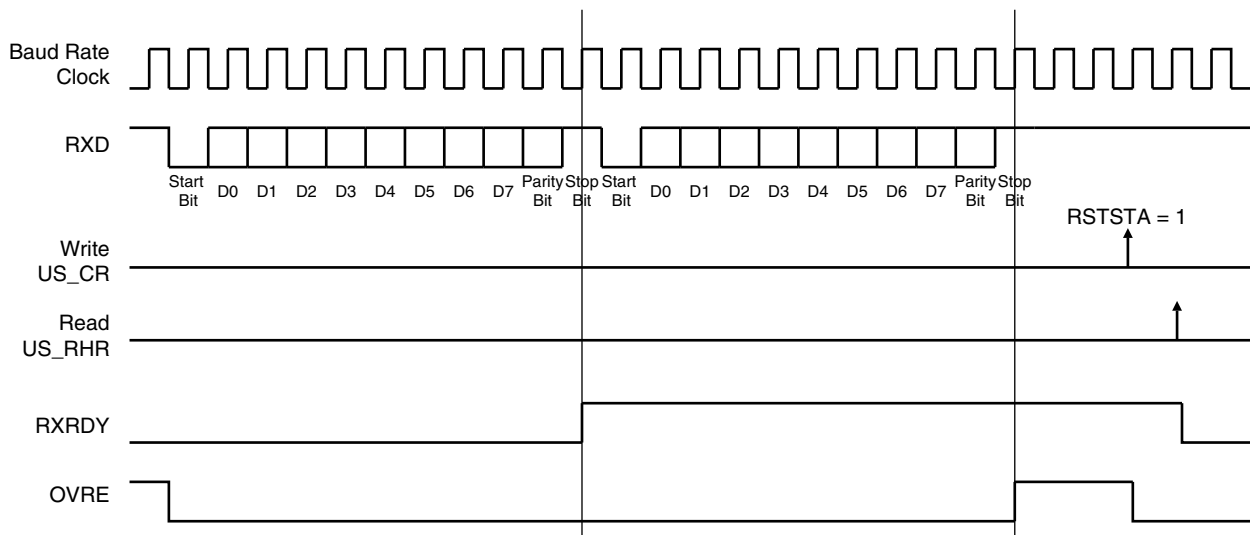 Baud Rate
Clock
RXD
Start
Bit
D0
D1
D2
D3
D4
D5
D6
D7
Parity
Bit
Stop
Bit
Start
Bit
D0
D1
D2
D3
D4
D5
D6
D7
Parity
Bit
Stop
Bit
RSTSTA = 1
Write
US_CR
Read
US_RHR
RXRDY
OVRE